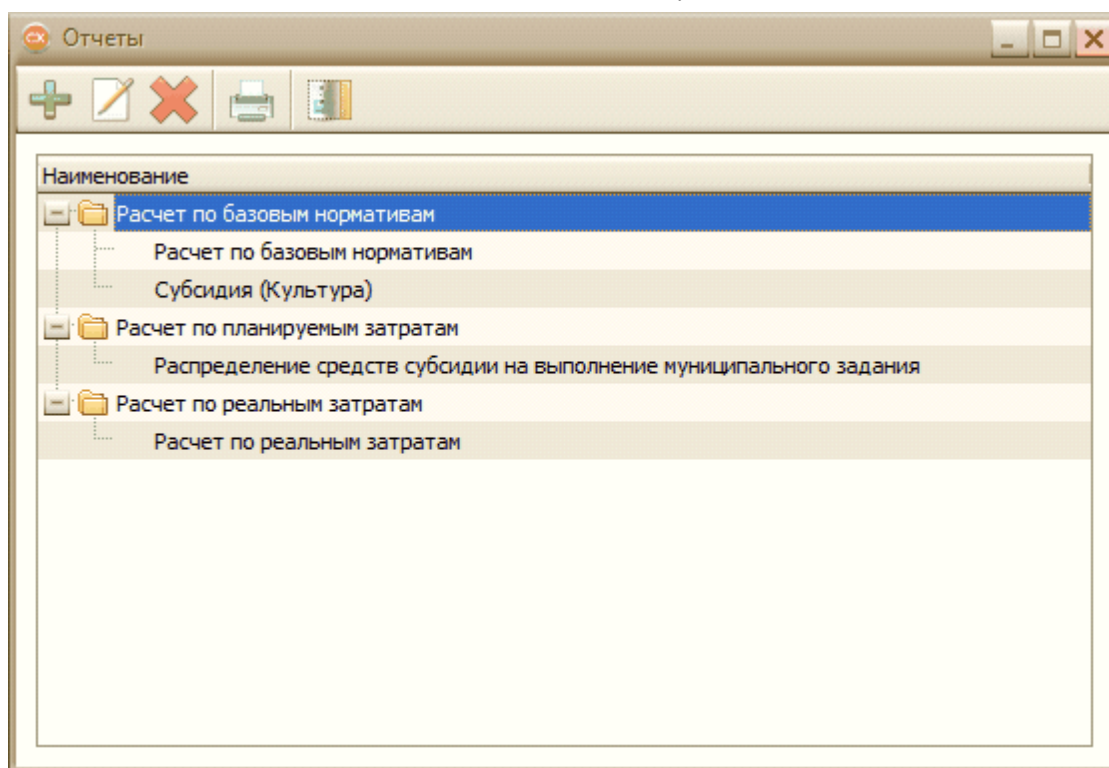 Отчеты
Наименование
Расчет по базовым нормативам
Расчет по базовым нормативам
Субсидия (Культура)
Расчет по планируемым затратам
Распределение средств субсидии на выполнение муниципального задания
Расчет по реальным затратам
Расчет по реальным затратам